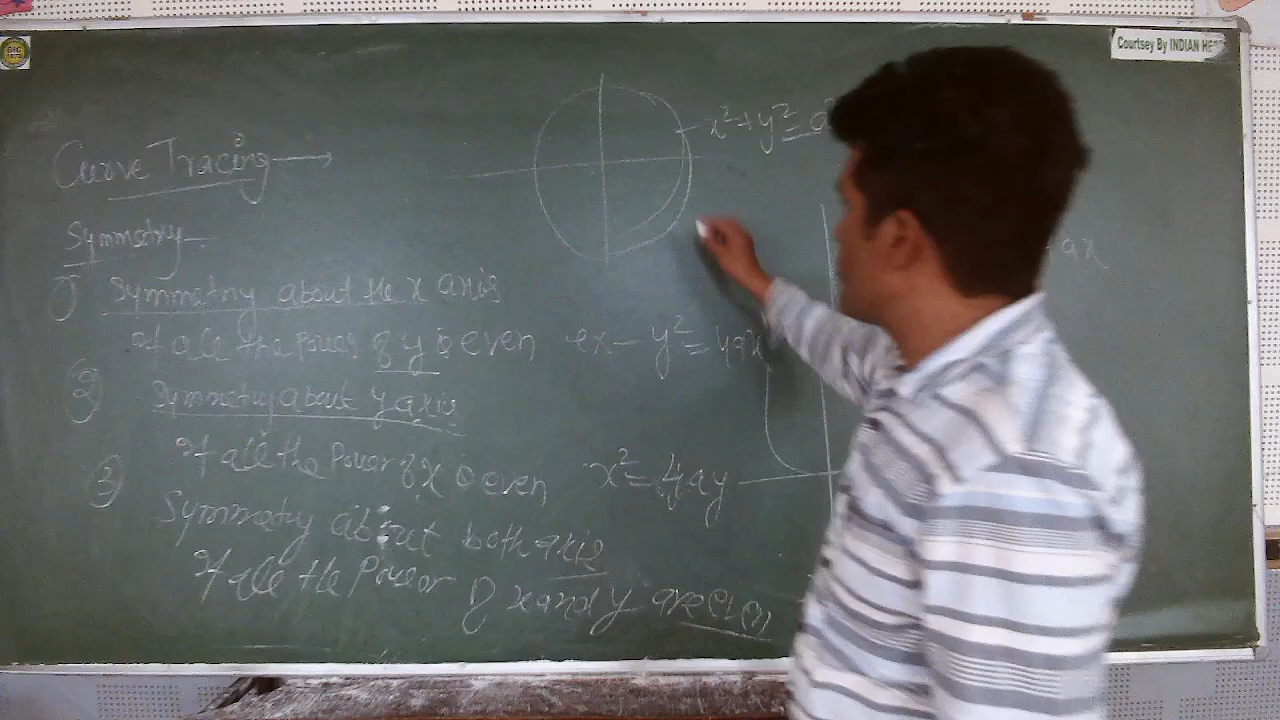 Courtsey By INDIAN HE
x²+y²=a²
Curve Tracing →
Symmetry —
1) Symmetry about the x axis
If all the Power of y is even ex — y² = 4ax
ax
2) Symmetry about y axis
If all the Power of x is even x² = 4ay
3) Symmetry about both axis
If all the Power of x and y are even